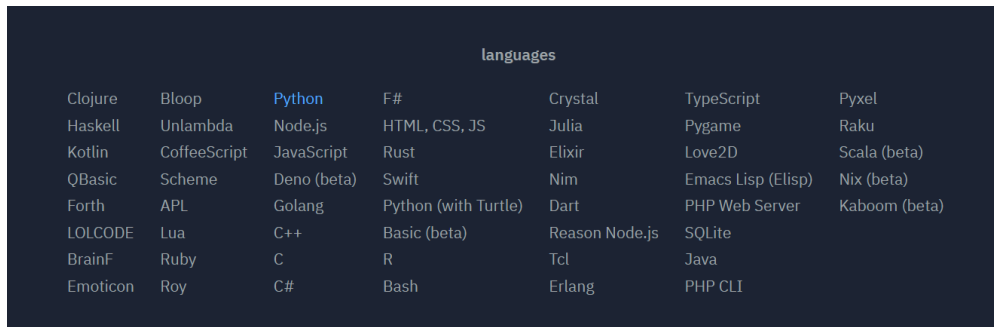 languages
Clojure Bloop Python F# Crystal TypeScript Pyxel
Haskell Unlambda Node.js HTML, CSS, JS Julia Pygame Raku
Kotlin CoffeeScript JavaScript Rust Elixir Love2D Scala (beta)
QBasic Scheme Deno (beta) Swift Nim Emacs Lisp (Elisp) Nix (beta)
Forth APL Golang Python (with Turtle) Dart PHP Web Server Kaboom (beta)
LOLCODE Lua C++ Basic (beta) Reason Node.js SQLite
BrainF Ruby C R Tcl Java
Emoticon Roy C# Bash Erlang PHP CLI